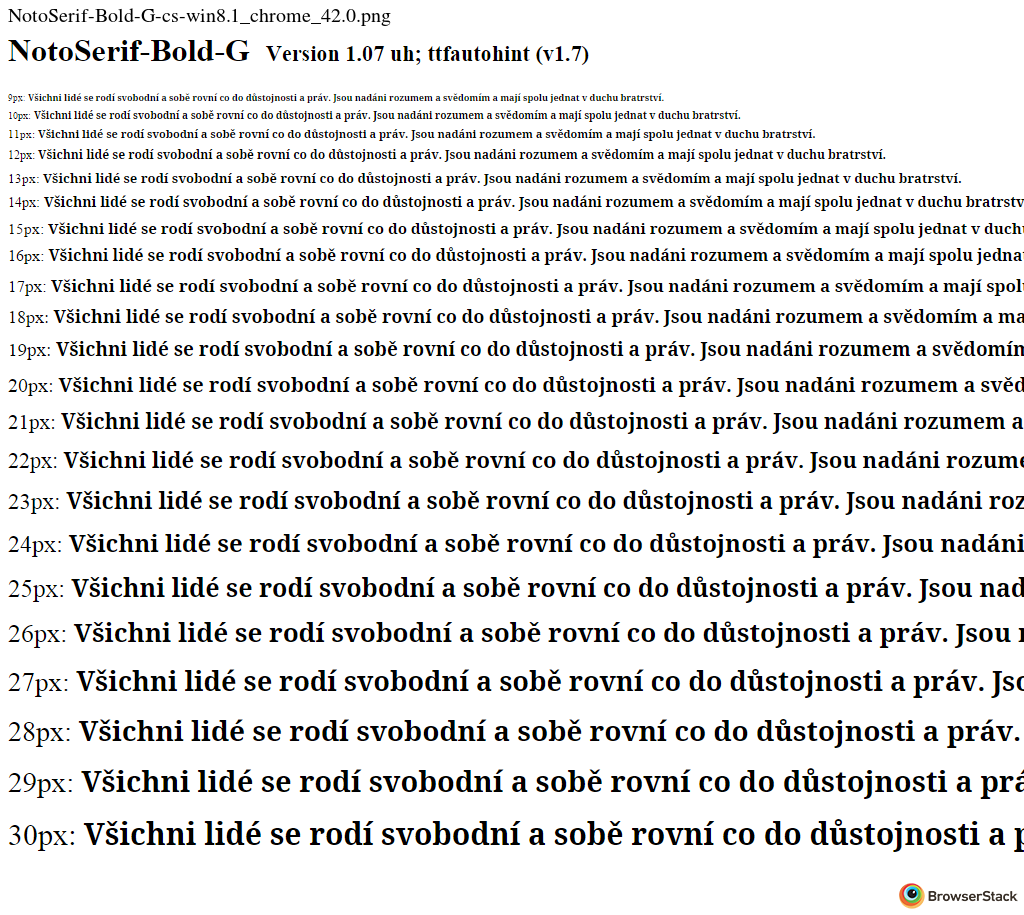 NotoSerif-Bold-G-cs-win8.1_chrome_42.0.png
NotoSerif-Bold-G Version 1.07 uh; ttfautohint (v1.7)
9px: Všichni lidé se rodí svobodní a sobě rovní co do důstojnosti a práv. Jsou nadáni rozumem a svědomím a mají spolu jednat v duchu bratrství.
10px: Všichni lidé se rodí svobodní a sobě rovní co do důstojnosti a práv. Jsou nadáni rozumem a svědomím a mají spolu jednat v duchu bratrství.
11px: Všichni lidé se rodí svobodní a sobě rovní co do důstojnosti a práv. Jsou nadáni rozumem a svědomím a mají spolu jednat v duchu bratrství.
12px: Všichni lidé se rodí svobodní a sobě rovní co do důstojnosti a práv. Jsou nadáni rozumem a svědomím a mají spolu jednat v duchu bratrství.
13px: Všichni lidé se rodí svobodní a sobě rovní co do důstojnosti a práv. Jsou nadáni rozumem a svědomím a mají spolu jednat v duchu bratrství.
14px: Všichni lidé se rodí svobodní a sobě rovní co do důstojnosti a práv. Jsou nadáni rozumem a svědomím a mají spolu jednat v duchu bratrstv
15px: Všichni lidé se rodí svobodní a sobě rovní co do důstojnosti a práv. Jsou nadáni rozumem a svědomím a mají spolu jednat v duch
16px: Všichni lidé se rodí svobodní a sobě rovní co do důstojnosti a práv. Jsou nadáni rozumem a svědomím a mají spolu jedna
17px: Všichni lidé se rodí svobodní a sobě rovní co do důstojnosti a práv. Jsou nadáni rozumem a svědomím a mají spol
18px: Všichni lidé se rodí svobodní a sobě rovní co do důstojnosti a práv. Jsou nadáni rozumem a svědomím a ma
19px: Všichni lidé se rodí svobodní a sobě rovní co do důstojnosti a práv. Jsou nadáni rozumem a svědomím
20px: Všichni lidé se rodí svobodní a sobě rovní co do důstojnosti a práv. Jsou nadáni rozumem a svěd
21px: Všichni lidé se rodí svobodní a sobě rovní co do důstojnosti a práv. Jsou nadáni rozumem a
22px: Všichni lidé se rodí svobodní a sobě rovní co do důstojnosti a práv. Jsou nadáni rozume
23px: Všichni lidé se rodí svobodní a sobě rovní co do důstojnosti a práv. Jsou nadáni roz
24px: Všichni lidé se rodí svobodní a sobě rovní co do důstojnosti a práv. Jsou nadáni
25px: Všichni lidé se rodí svobodní a sobě rovní co do důstojnosti a práv. Jsou nad
26px: Všichni lidé se rodí svobodní a sobě rovní co do důstojnosti a práv. Jsou
27px: Všichni lidé se rodí svobodní a sobě rovní co do důstojnosti a práv. Jso
28px: Všichni lidé se rodí svobodní a sobě rovní co do důstojnosti a práv.
29px: Všichni lidé se rodí svobodní a sobě rovní co do důstojnosti a prá
30px: Všichni lidé se rodí svobodní a sobě rovní co do důstojnosti a p
BrowserStack